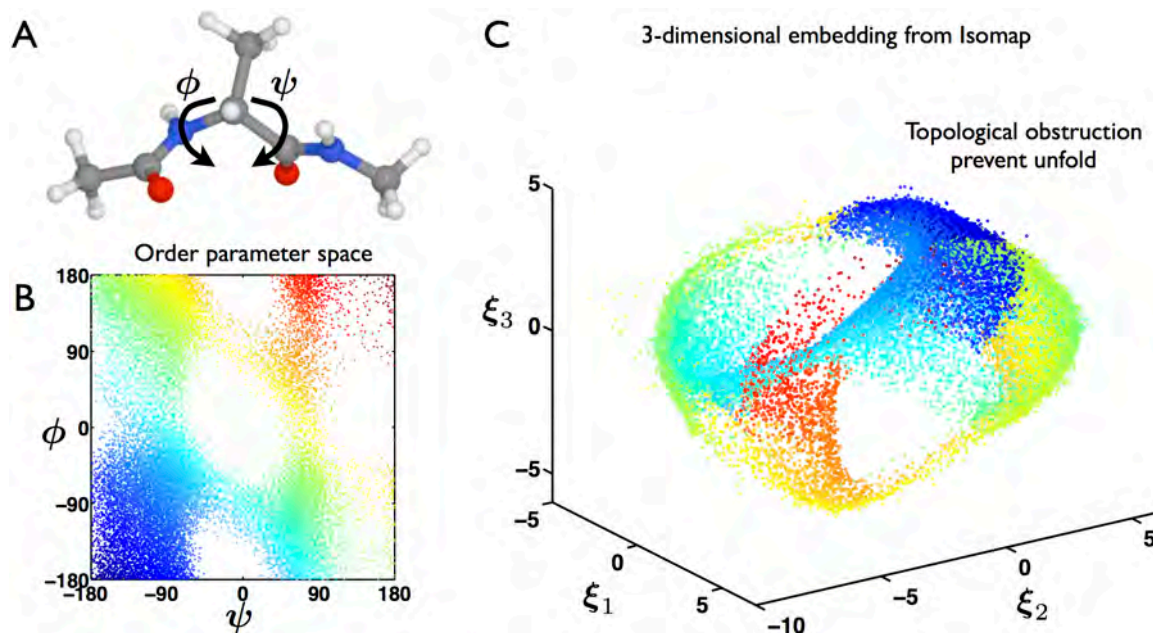 A
ϕ
ψ
Order parameter space
B
180
90
ϕ 0
−90
−180
−180 −90 0 90 180
ψ
C
3-dimensional embedding from Isomap
Topological obstruction
prevent unfold
5
ξ₃ 0
−5
−5
0
5
ξ₁
−10
−5
0
5
ξ₂